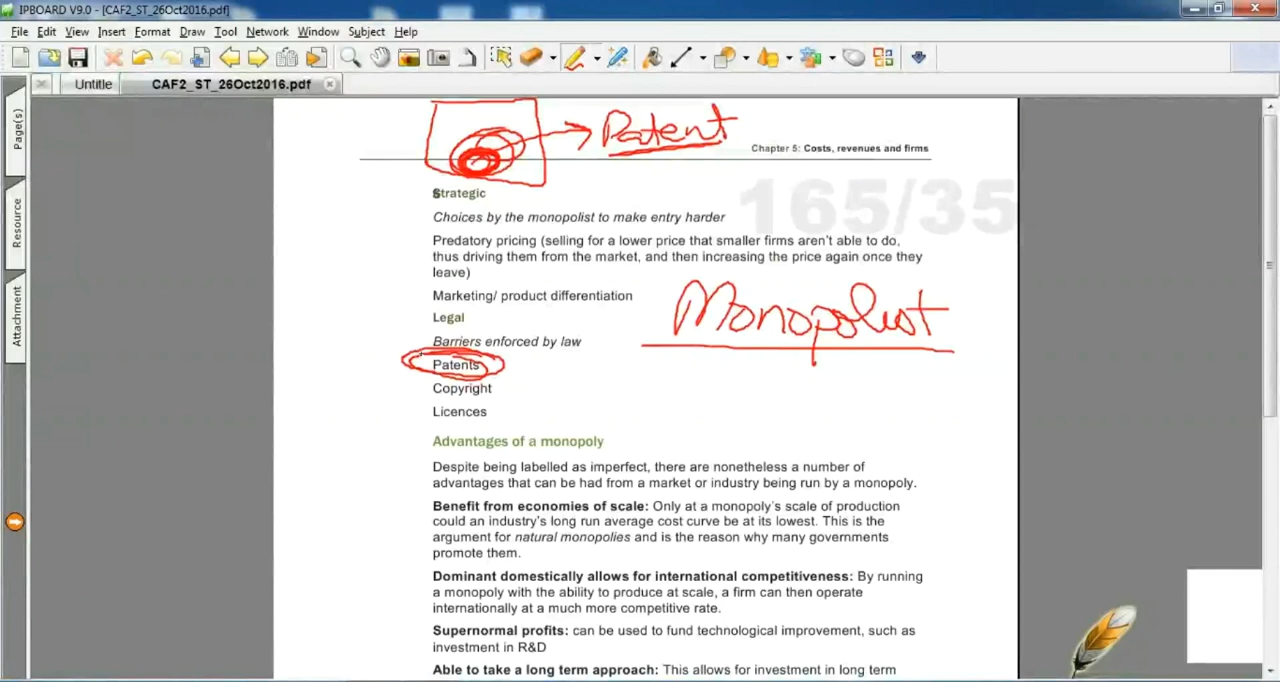 IPBOARD V9.0 - [CAF2_ST_26Oct2016.pdf]
File Edit View Insert Format Draw Tool Network Window Subject Help
Untitle CAF2_ST_26Oct2016.pdf
Page(s)
Resource
Attachment
Patent
Chapter 5: Costs, revenues and firms
165/35
Strategic
Choices by the monopolist to make entry harder
Predatory pricing (selling for a lower price that smaller firms aren't able to do,
thus driving them from the market, and then increasing the price again once they
leave)
Marketing/ product differentiation
Monopolist
Legal
Barriers enforced by law
Patents
Copyright
Licences
Advantages of a monopoly
Despite being labelled as imperfect, there are nonetheless a number of
advantages that can be had from a market or industry being run by a monopoly.
Benefit from economies of scale: Only at a monopoly's scale of production
could an industry's long run average cost curve be at its lowest. This is the
argument for natural monopolies and is the reason why many governments
promote them.
Dominant domestically allows for international competitiveness: By running
a monopoly with the ability to produce at scale, a firm can then operate
internationally at a much more competitive rate.
Supernormal profits: can be used to fund technological improvement, such as
investment in R&D
Able to take a long term approach: This allows for investment in long term